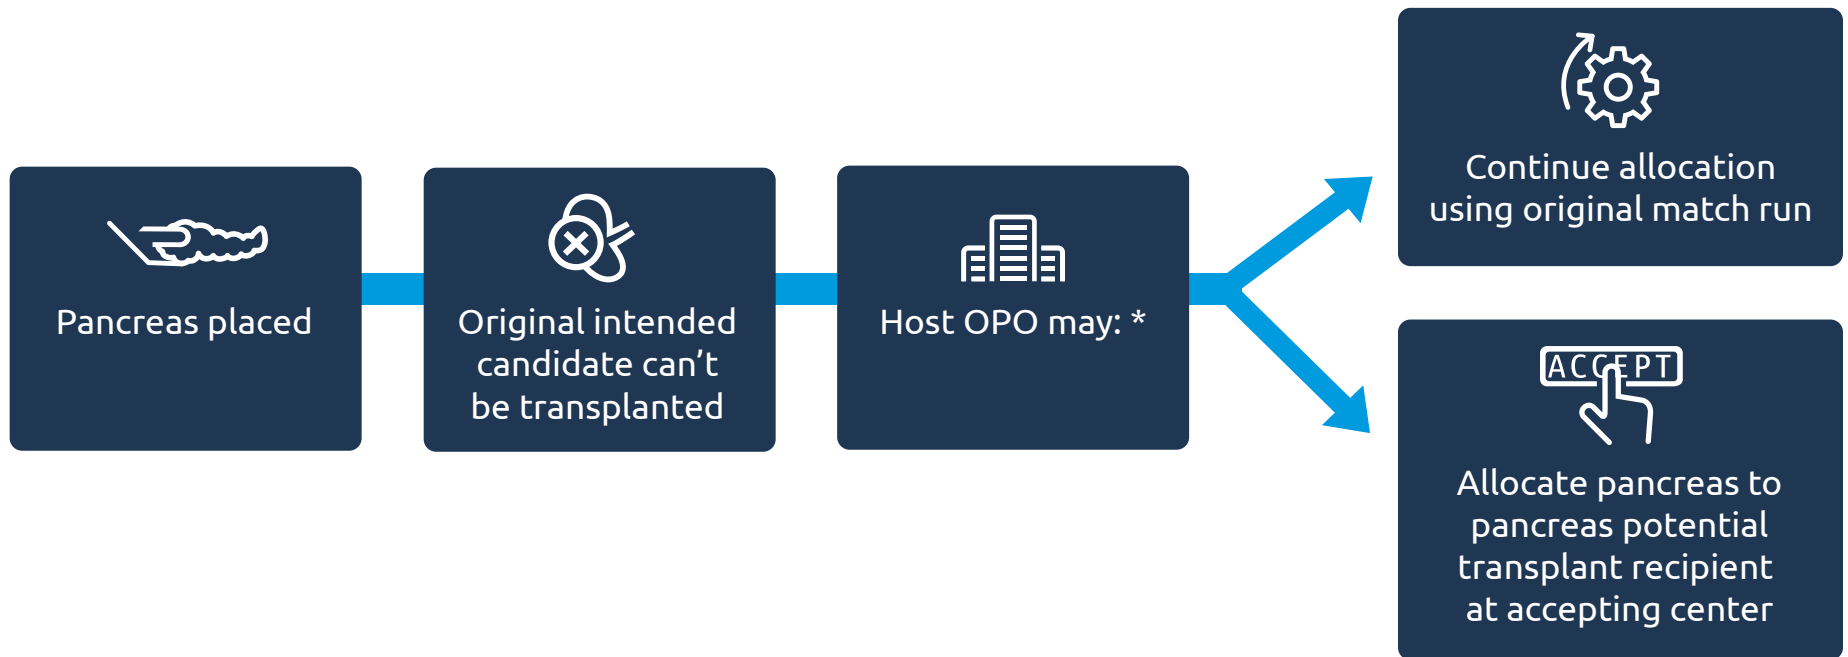 Pancreas placed
Original intended
candidate can’t
be transplanted
Host OPO may: *
Continue allocation
using original match run
ACCEPT
Allocate pancreas to
pancreas potential
transplant recipient
at accepting center